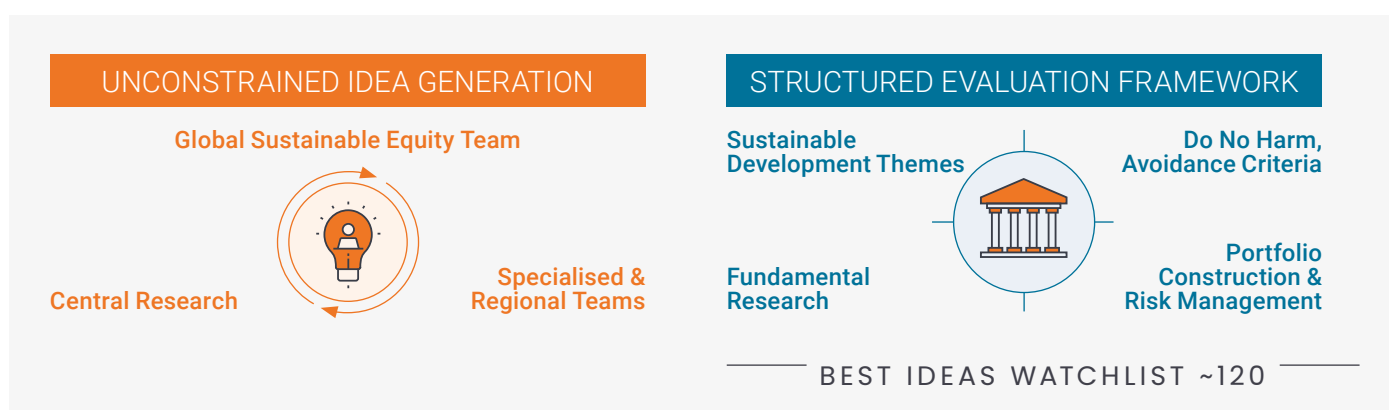 UNCONSTRAINED IDEA GENERATION
Global Sustainable Equity Team
Central Research
Specialised &
Regional Teams
STRUCTURED EVALUATION FRAMEWORK
Sustainable
Development Themes
Do No Harm,
Avoidance Criteria
Fundamental
Research
Portfolio
Construction &
Risk Management
BEST IDEAS WATCHLIST ~120